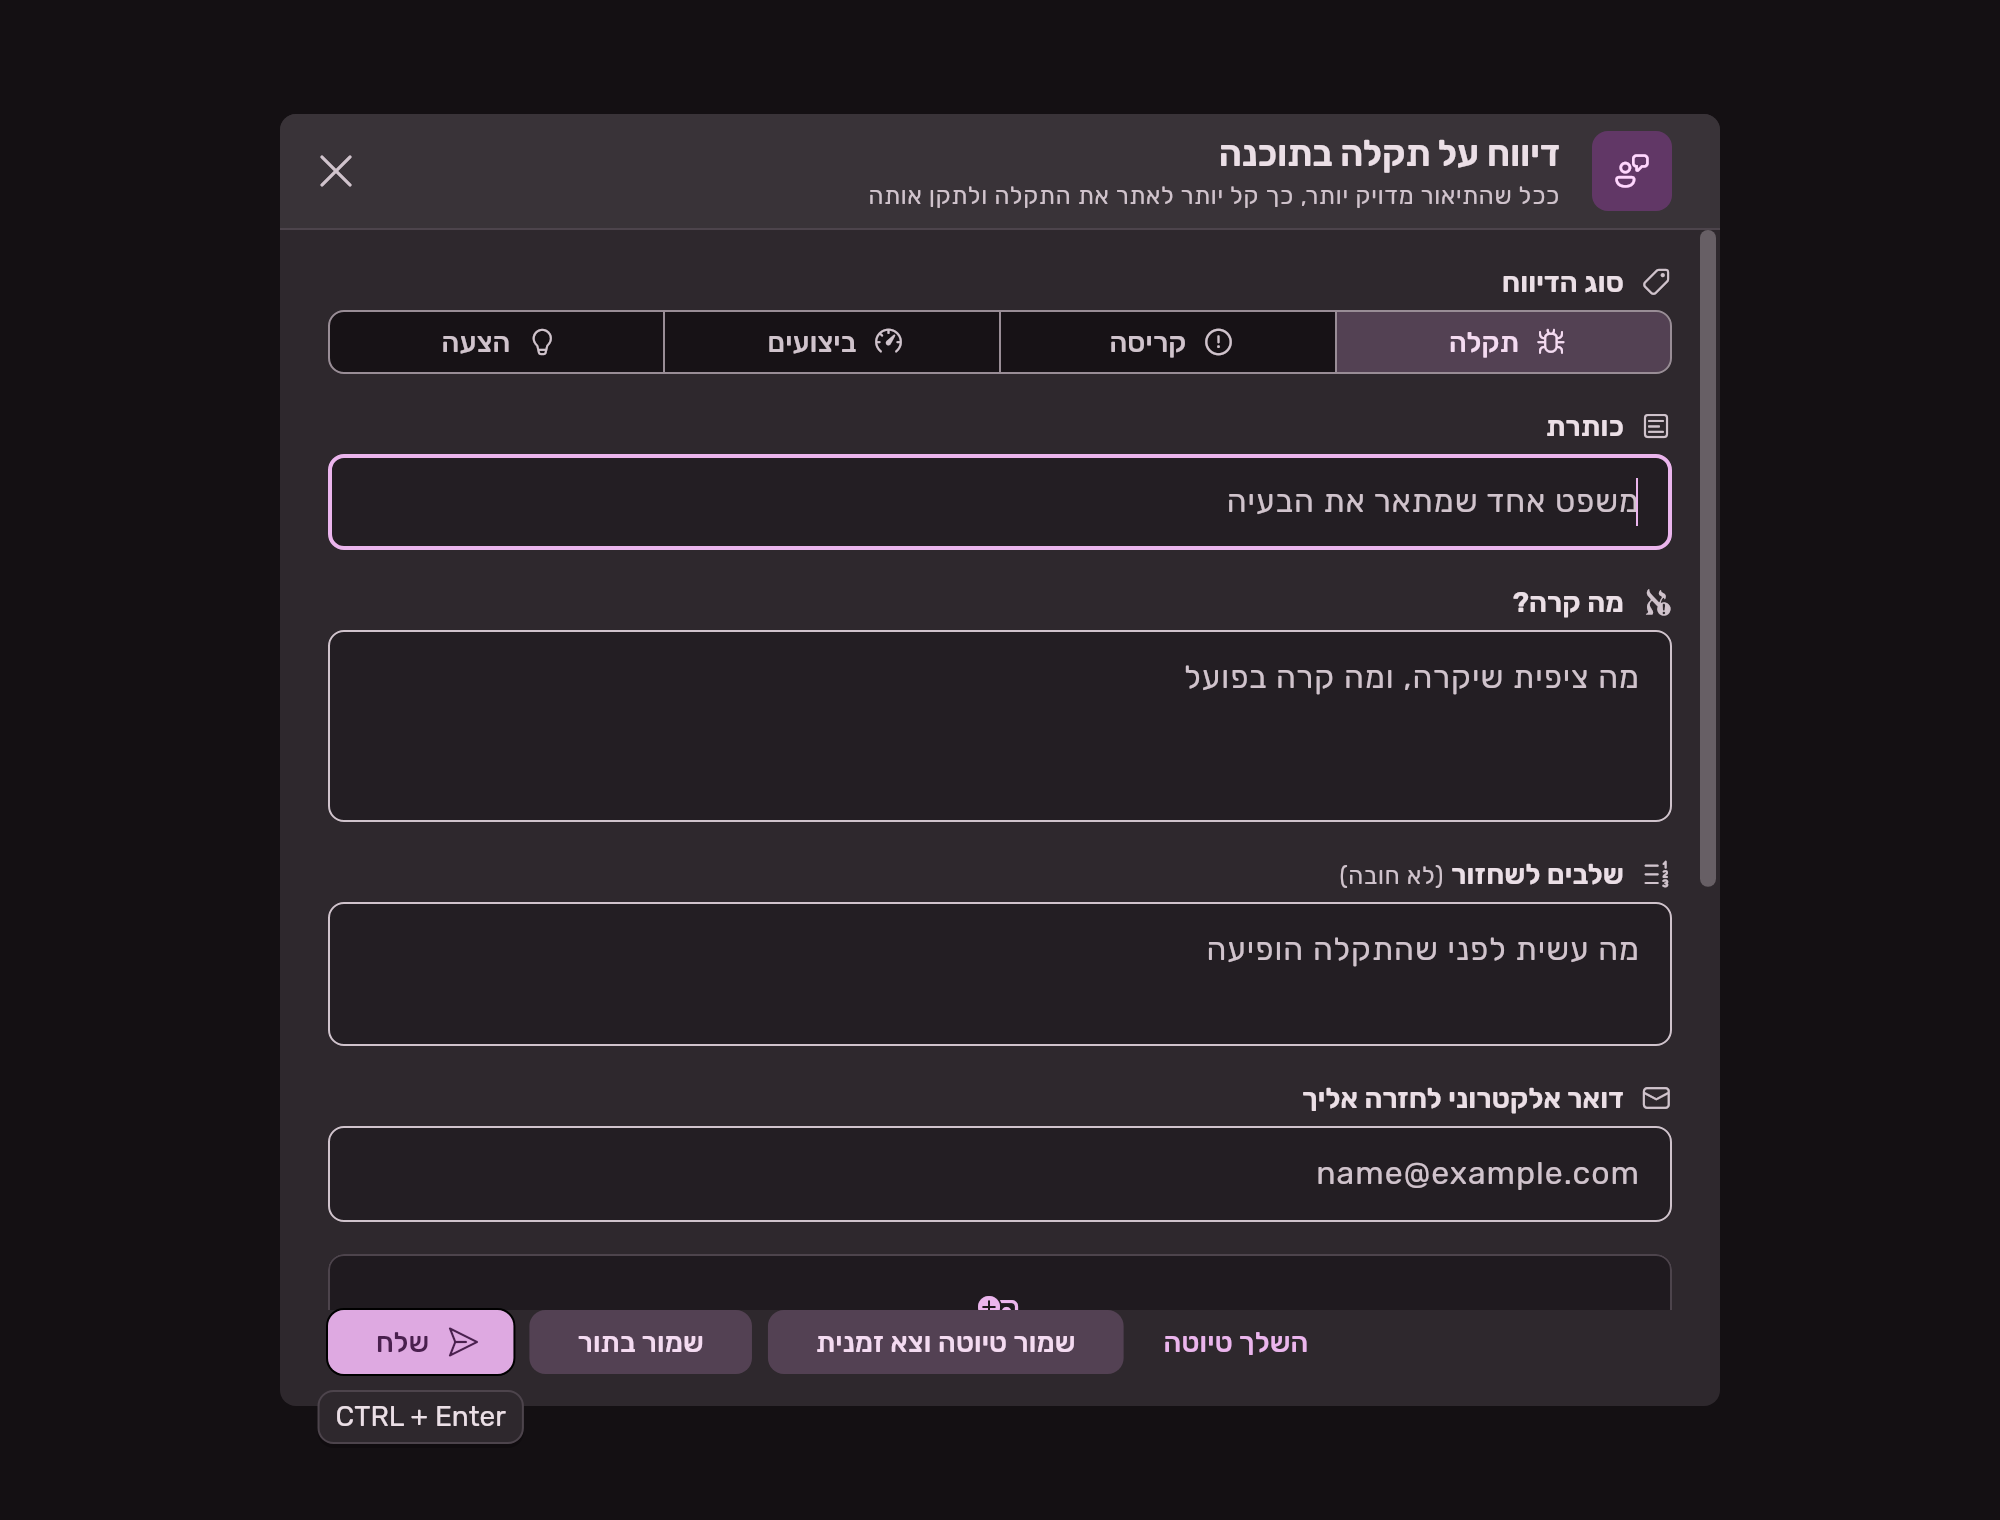 דיווח על תקלה בתוכנה
ככל שהתיאור מדויק יותר, כך קל יותר לאתר את התקלה ולתקן אותה
סוג הדיווח
תקלה
קריסה
ביצועים
הצעה
כותרת
משפט אחד שמתאר את הבעיה
מה קרה?
מה ציפית שיקרה, ומה קרה בפועל
שלבים לשחזור (לא חובה)
מה עשית לפני שהתקלה הופיעה
דואר אלקטרוני לחזרה אליך
name@example.com
השלך טיוטה
שמור טיוטה וצא זמנית
שמור בתור
שלח
CTRL + Enter